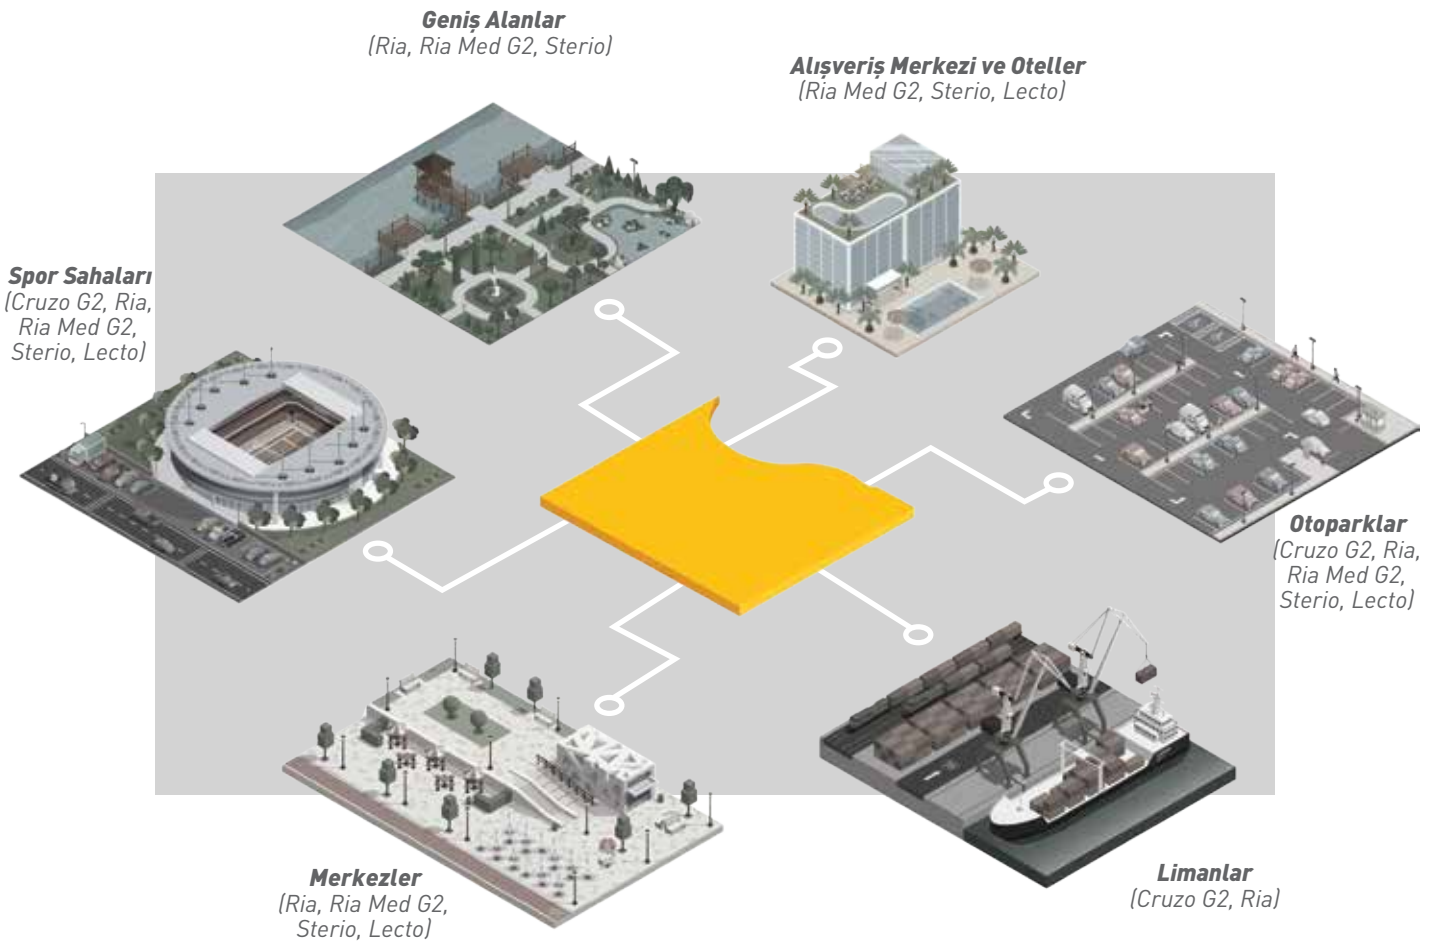 Geniş Alanlar
(Ria, Ria Med G2, Sterio)
Alışveriş Merkezi ve Oteller
(Ria Med G2, Sterio, Lecto)
Spor Sahaları
(Cruzo G2, Ria,
Ria Med G2,
Sterio, Lecto)
Otoparklar
(Cruzo G2, Ria,
Ria Med G2,
Sterio, Lecto)
Merkezler
(Ria, Ria Med G2,
Sterio, Lecto)
Limanlar
(Cruzo G2, Ria)